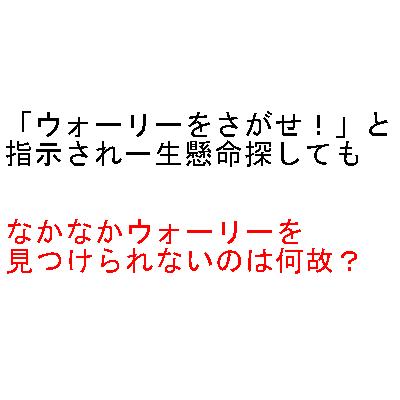 「ウォーリーをさがせ！」と
指示され一生懸命探しても
なかなかウォーリーを
見つけられないのは何故？